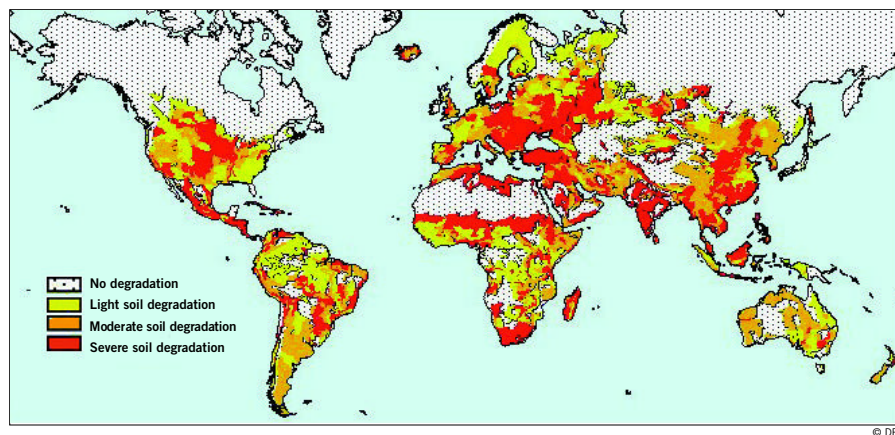 No degradation
Light soil degradation
Moderate soil degradation
Severe soil degradation